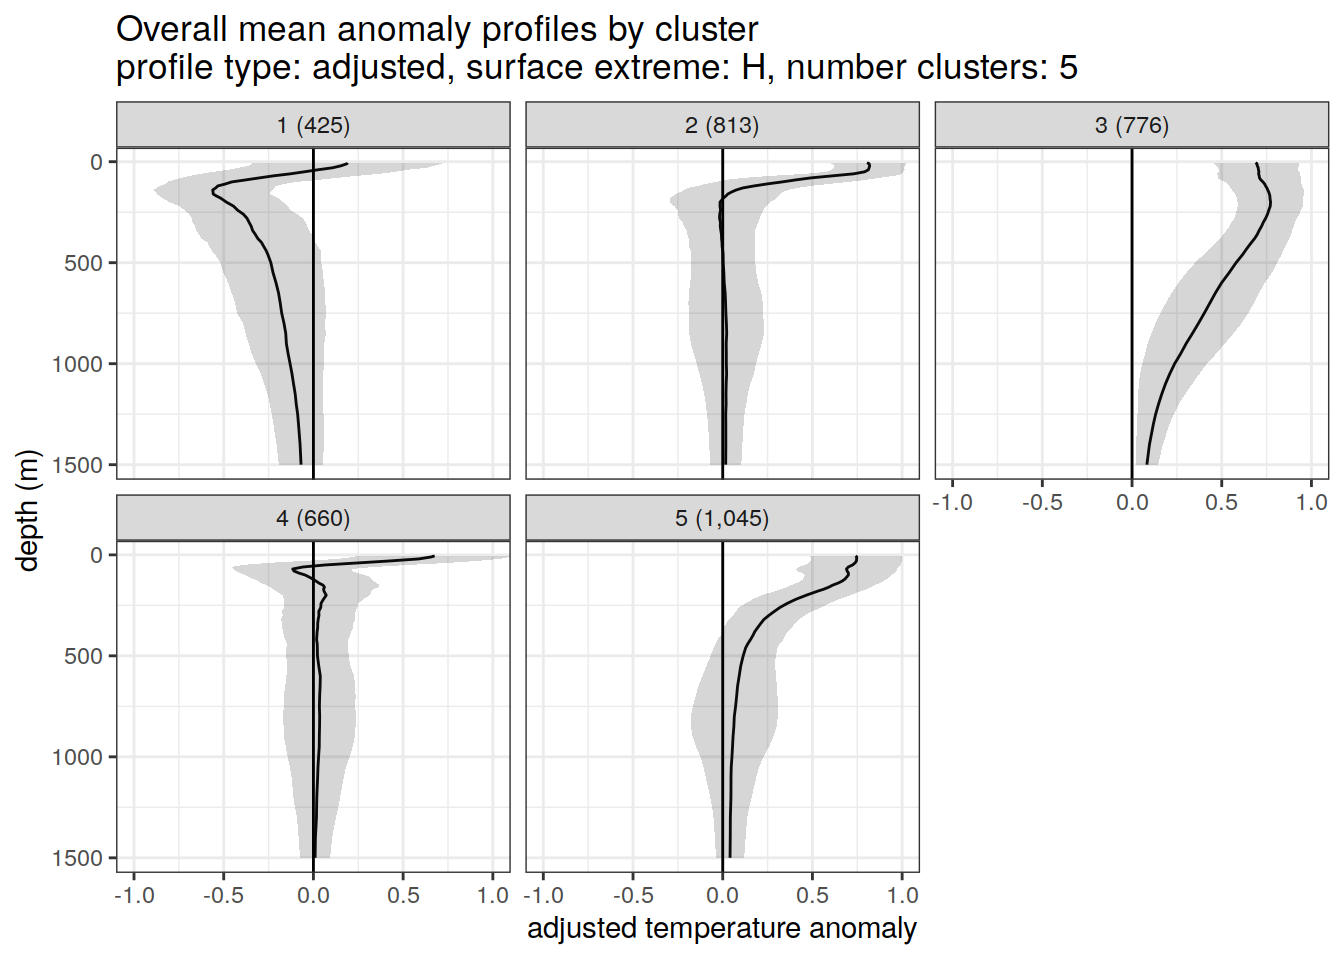 Overall mean anomaly profiles by cluster
profile type: adjusted, surface extreme: H, number clusters: 5
1 (425)
2 (813)
3 (776)
0
500
1000
1500
-1.0 -0.5 0.0 0.5 1.0
4 (660)
5 (1,045)
0
500
1000
1500
-1.0 -0.5 0.0 0.5 1.0
-1.0 -0.5 0.0 0.5 1.0
depth (m)
adjusted temperature anomaly